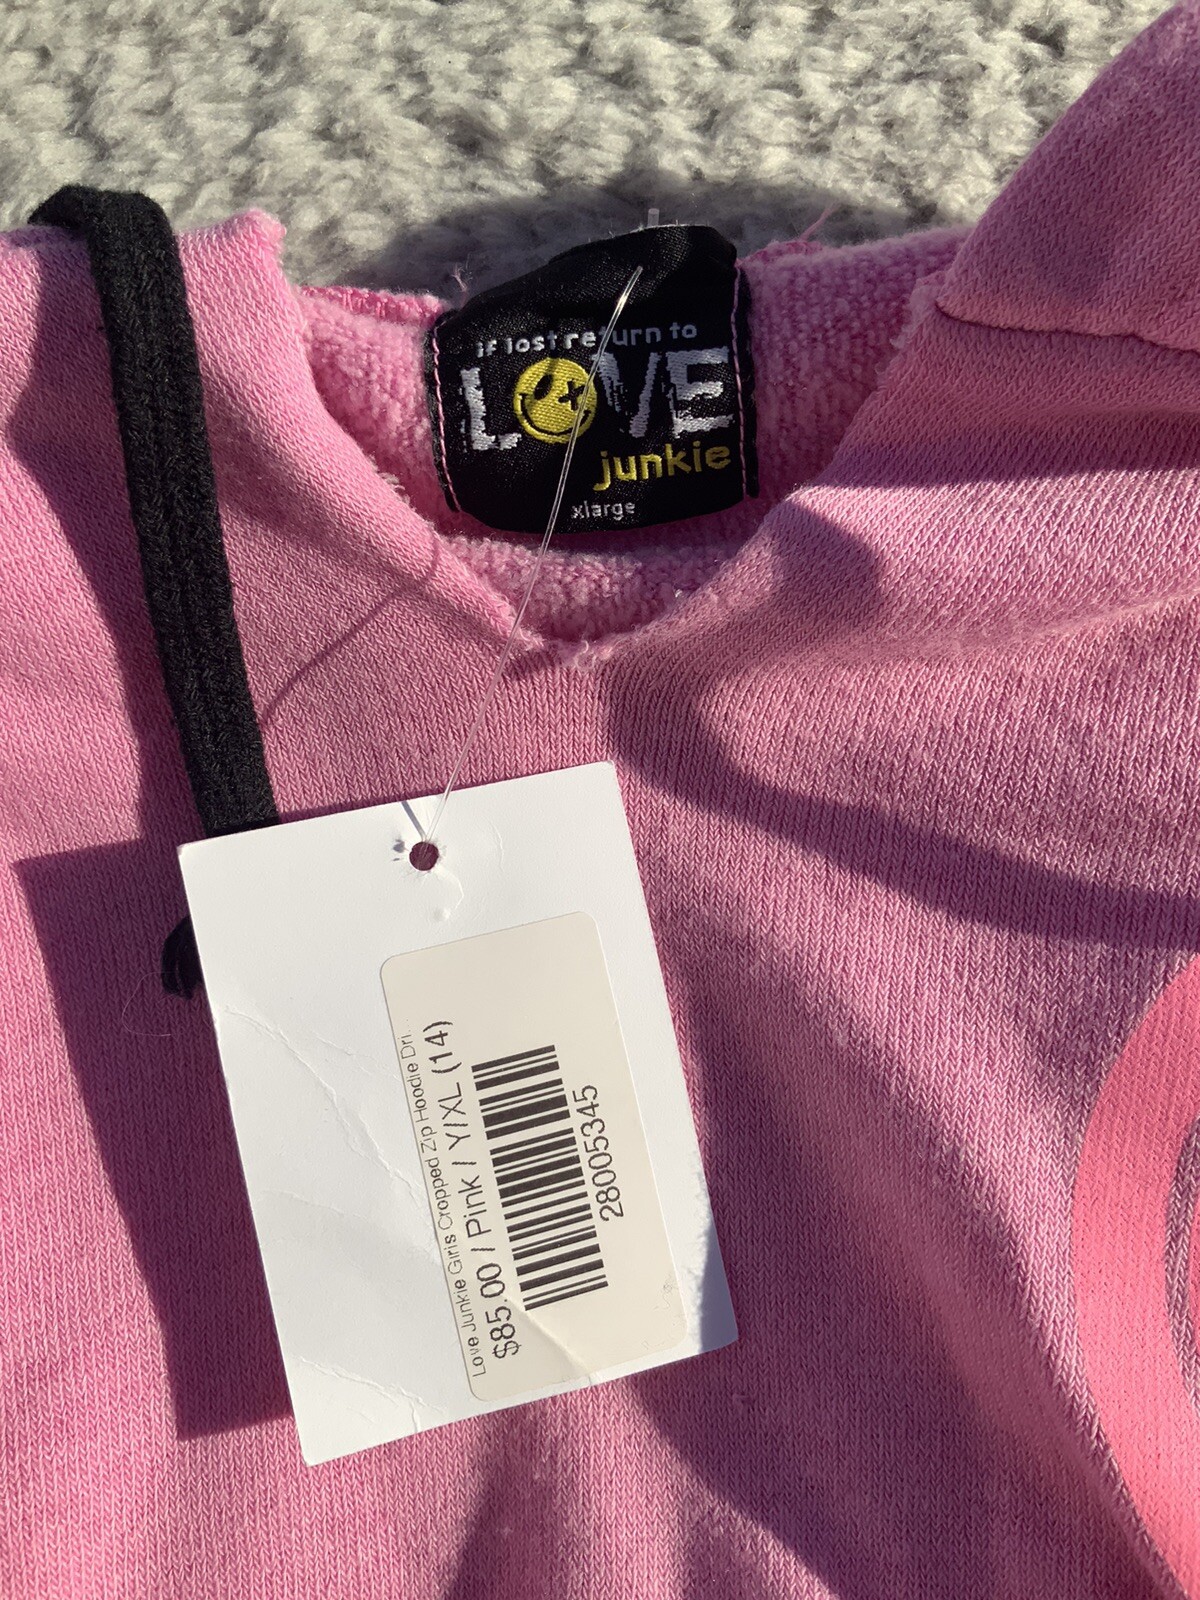 if lost return to
LOVE
junkie
xlarge
Love Junkie Girls Cropped Zip Hoodie Dri...
$85.00 / Pink / Y/XL (14)
28005345